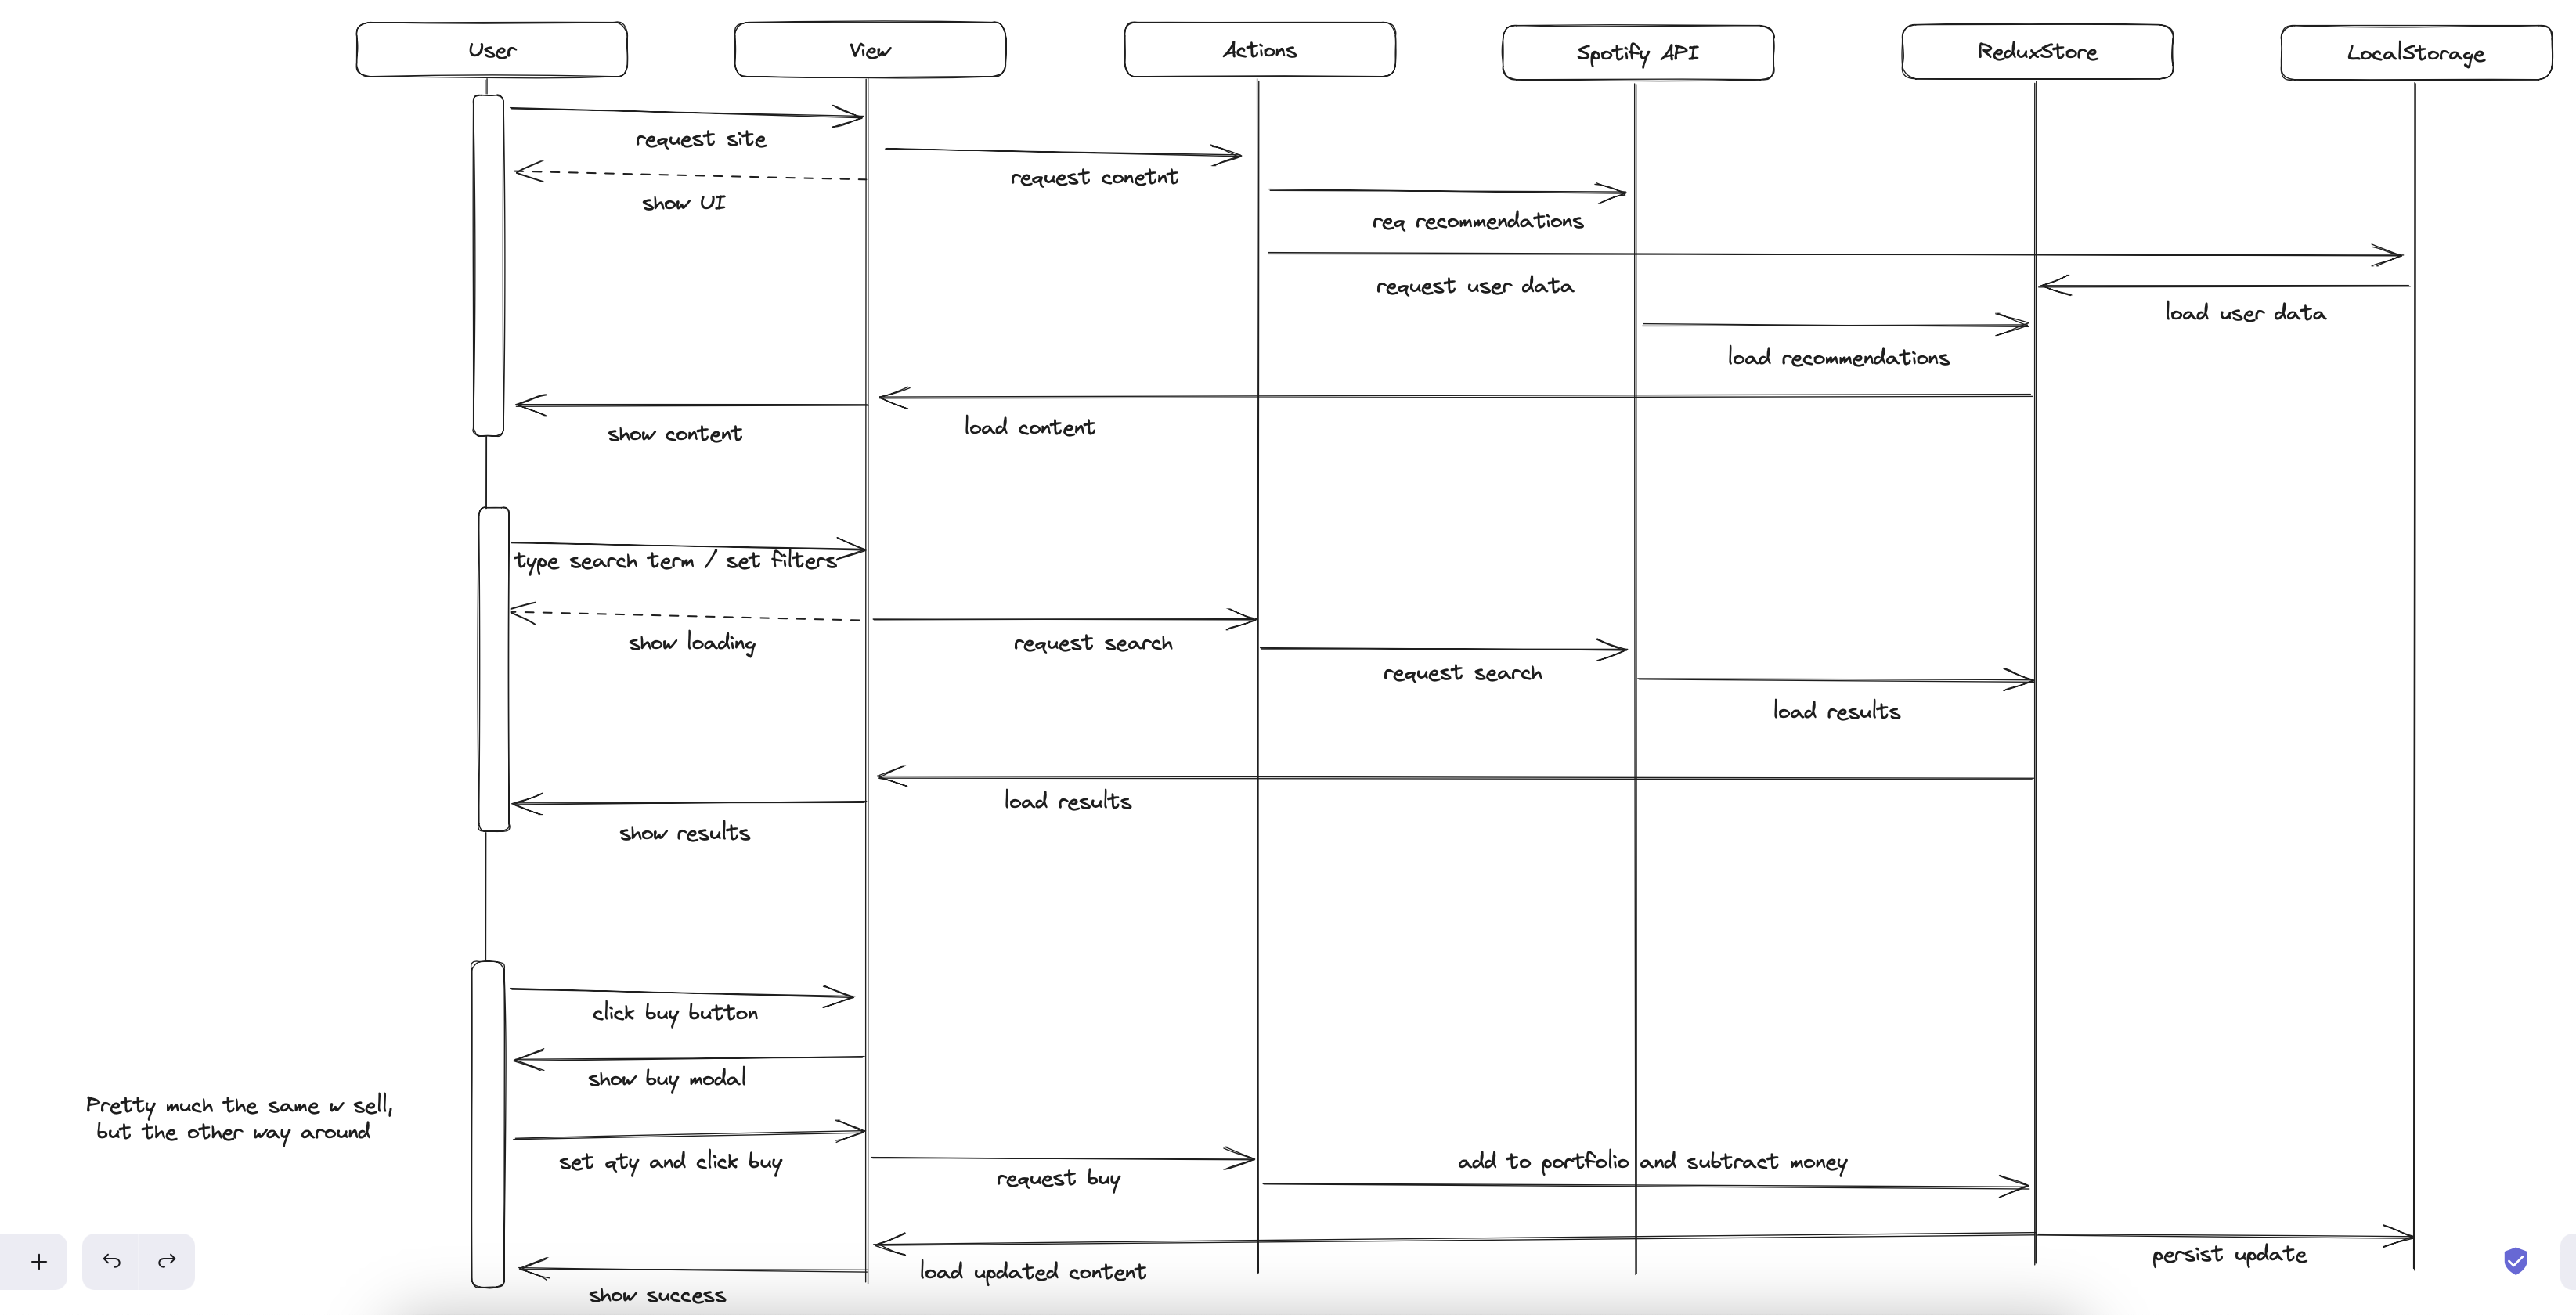 User
View
Actions
Spotify API
ReduxStore
LocalStorage
request site
request conetnt
show UI
req recommendations
request user data
load user data
load recommendations
load content
show content
type search term / set filters
show loading
request search
request search
load results
load results
show results
click buy button
show buy modal
Pretty much the same w sell,
but the other way around
set qty and click buy
request buy
add to portfolio and subtract money
load updated content
persist update
show success